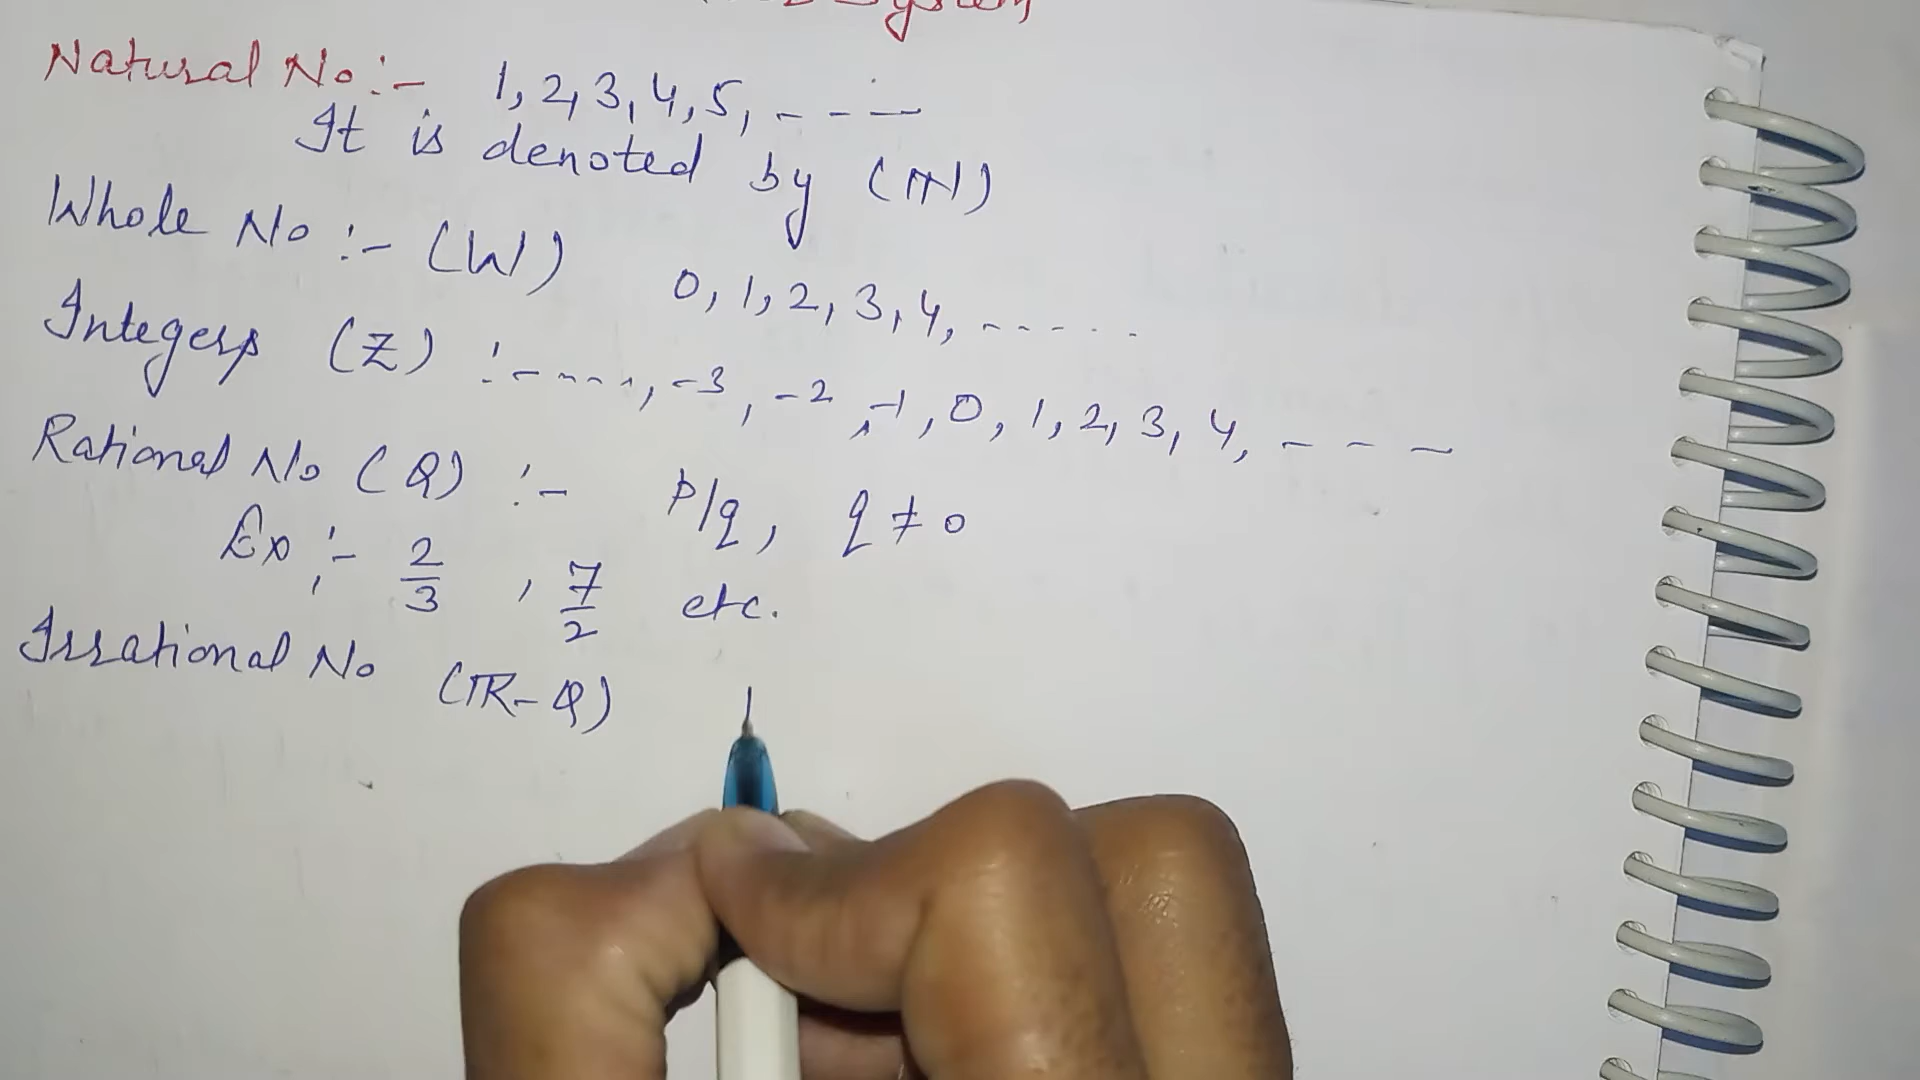 System
Natural No :- 1, 2, 3, 4, 5, - - - —
It is denoted by (ℕ)
Whole No :- (W) 0, 1, 2, 3, 4, - - - - - -
Integers (Z) :- - - - -, -3, -2, -1, 0, 1, 2, 3, 4, - - —
Rational No (Q) :- p/q, q ≠ 0
Ex :- 2/3, 7/2 etc.
Irrational No (ℝ-Q)